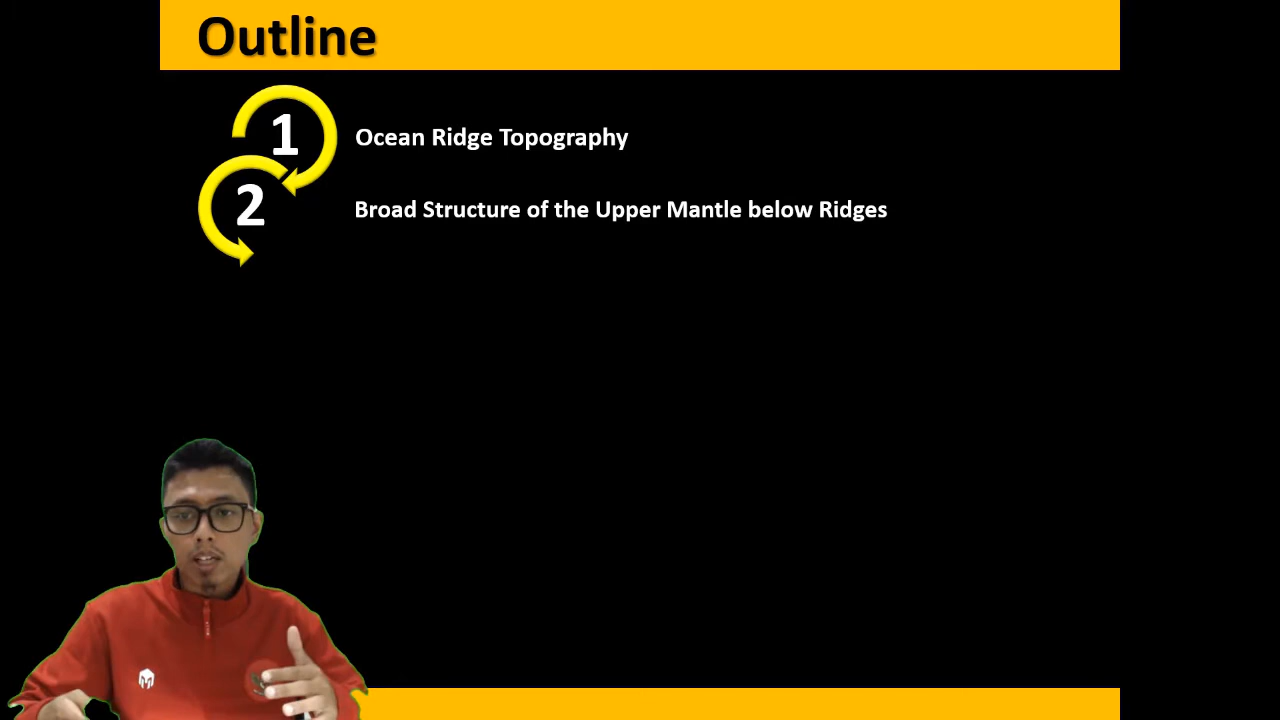 Outline
1
Ocean Ridge Topography
2
Broad Structure of the Upper Mantle below Ridges